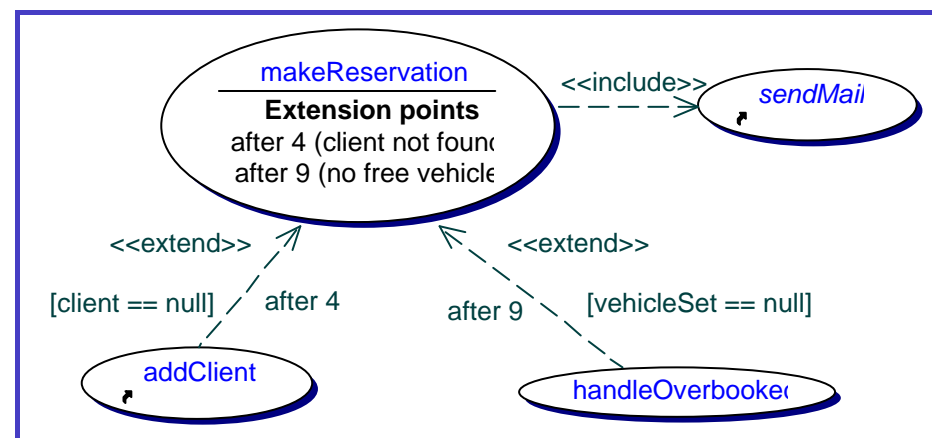 makeReservation
<<include>>
sendMail
Extension points
after 4 (client not found
after 9 (no free vehicle
<<extend>>
<<extend>>
[client == null]
after 4
after 9
[vehicleSet == null]
addClient
handleOverbooked